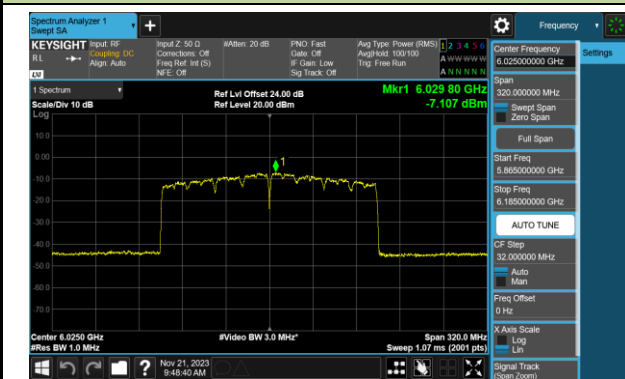 Spectrum Analyzer 1
Swept SA
+
Frequency
KEYSIGHT
RL
LNI
Input: RF
Coupling: DC
Align: Auto
Input Z: 50 Ω
Corrections: Off
Freq Ref: Int (S)
NFE: Off
#Atten: 20 dB
PNO: Fast
Gate: Off
IF Gain: Low
Sig Track: Off
Avg Type: Power (RMS)
Avg|Hold: 100/100
Trig: Free Run
1 2 3 4 5 6
A W W W W W
A N N N N N
1 Spectrum
Scale/Div 10 dB
Log
Ref Lvl Offset 24.00 dB
Ref Level 20.00 dBm
Mkr1 6.029 80 GHz
-7.107 dBm
10.0
0.00
-10.0
-20.0
-30.0
-40.0
-50.0
-60.0
-70.0
1
Center 6.0250 GHz
#Res BW 1.0 MHz
#Video BW 3.0 MHz*
Span 320.0 MHz
Sweep 1.07 ms (2001 pts)
Nov 21, 2023
9:48:40 AM
Center Frequency
6.025000000 GHz
Span
320.000000 MHz
Swept Span
Zero Span
Full Span
Start Freq
5.865000000 GHz
Stop Freq
6.185000000 GHz
AUTO TUNE
CF Step
32.000000 MHz
Auto
Man
Freq Offset
0 Hz
X Axis Scale
Log
Lin
Signal Track
(Span Zoom)
Settings